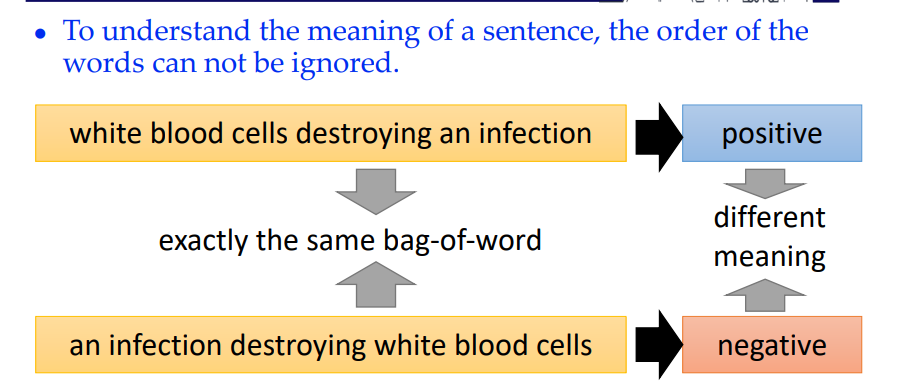 • To understand the meaning of a sentence, the order of the
words can not be ignored.
white blood cells destroying an infection
positive
exactly the same bag-of-word
different
meaning
an infection destroying white blood cells
negative